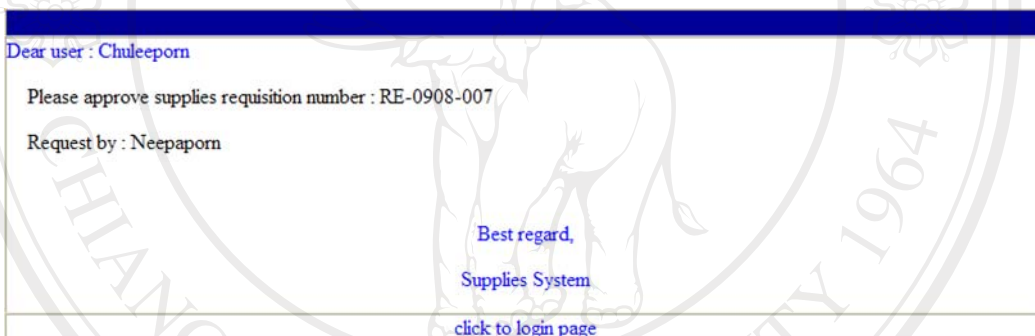 Dear user : Chuleeporn
Please approve supplies requisition number : RE-0908-007
Request by : Neepaporn
Best regard,
Supplies System
click to login page
1964